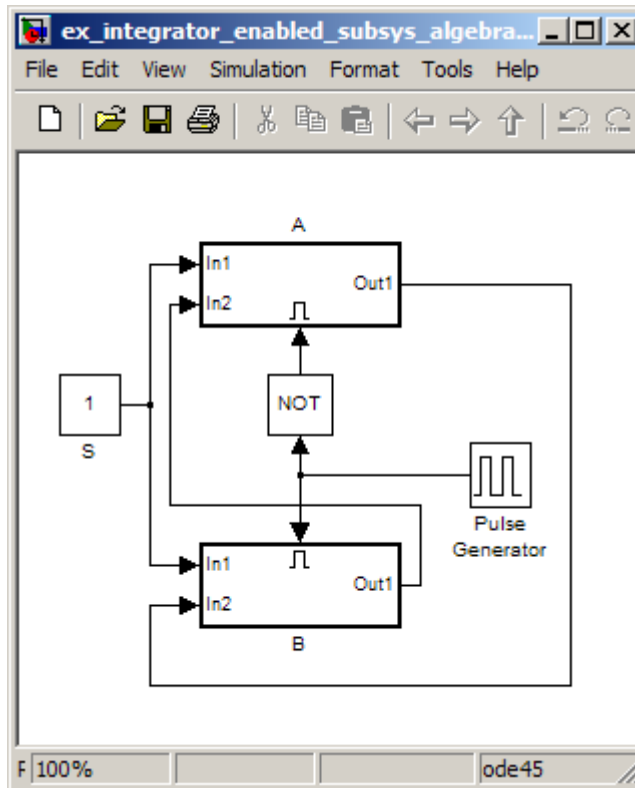 ex_integrator_enabled_subsys_algebra...
File Edit View Simulation Format Tools Help
A
In1
Out1
In2
1
NOT
S
Pulse
Generator
In1
Out1
In2
B
F 100%
ode45